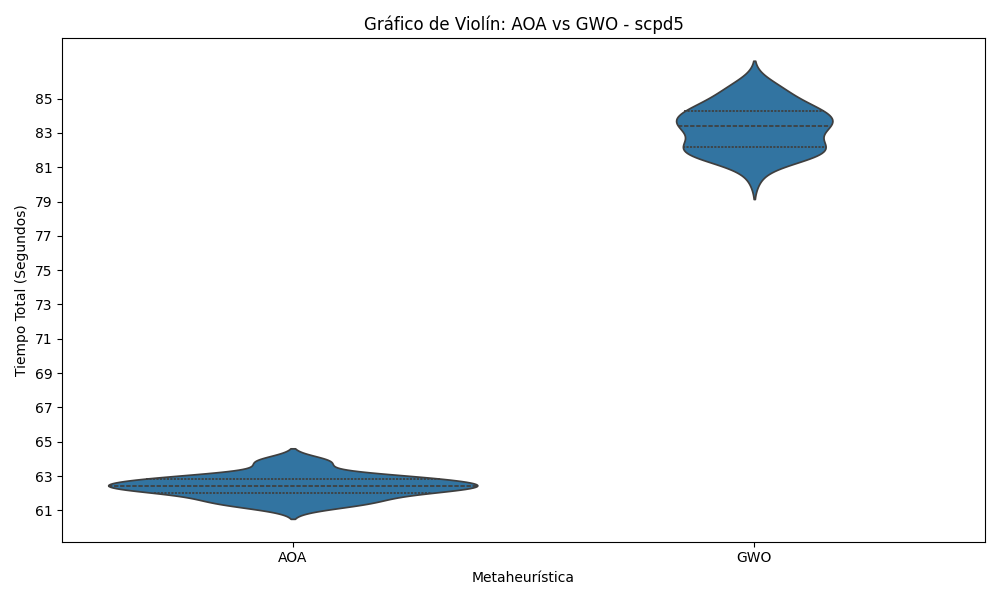 Gráfico de Violín: AOA vs GWO - scpd5
85
83
81
79
77
75
73
71
69
67
65
63
61
Tiempo Total (Segundos)
AOA
GWO
Metaheurística